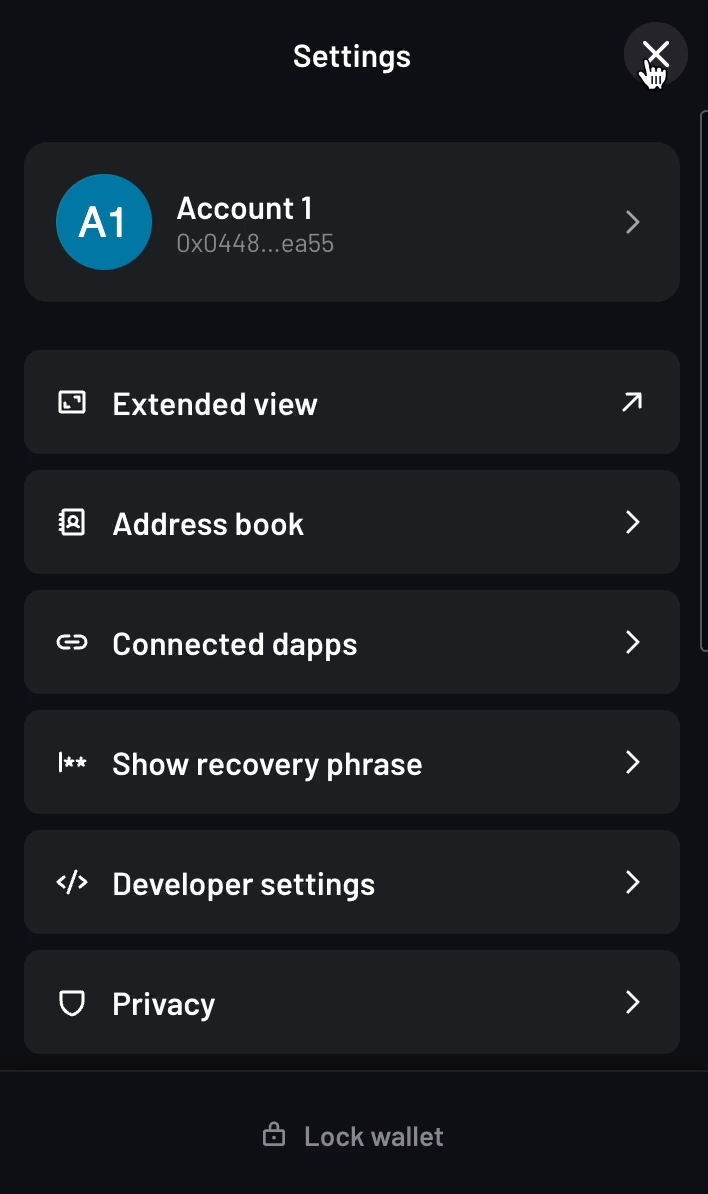 Settings
A1
Account 1
0x0448...ea55
Extended view
Address book
Connected dapps
Show recovery phrase
Developer settings
Privacy
Lock wallet